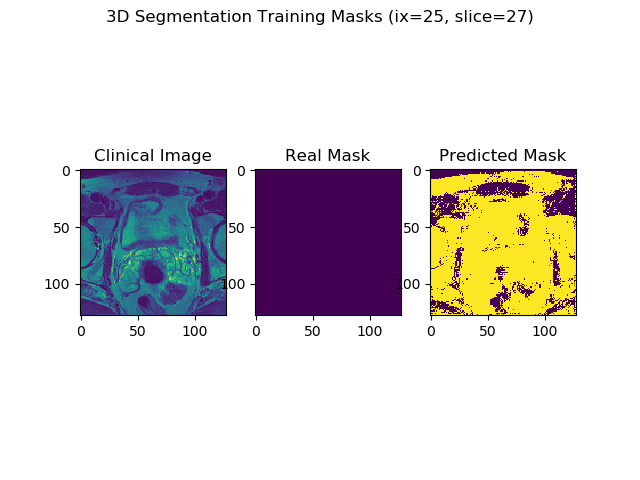 3D Segmentation Training Masks (ix=25, slice=27)
Clinical Image Real Mask Predicted Mask
0 0 0
50 50 50
100 100 100
0 50 100 0 50 100 0 50 100